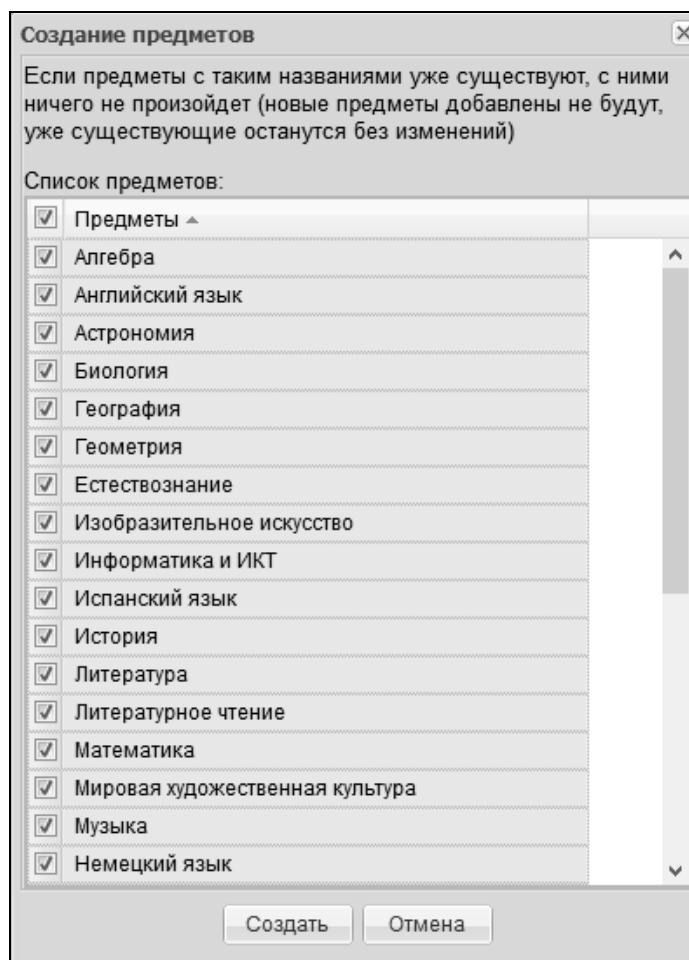 Создание предметов
Если предметы с таким названиями уже существуют, с ними
ничего не произойдет (новые предметы добавлены не будут,
уже существующие останутся без изменений)
Список предметов:
Предметы
Алгебра
Английский язык
Астрономия
Биология
География
Геометрия
Естествознание
Изобразительное искусство
Информатика и ИКТ
Испанский язык
История
Литература
Литературное чтение
Математика
Мировая художественная культура
Музыка
Немецкий язык
Создать Отмена